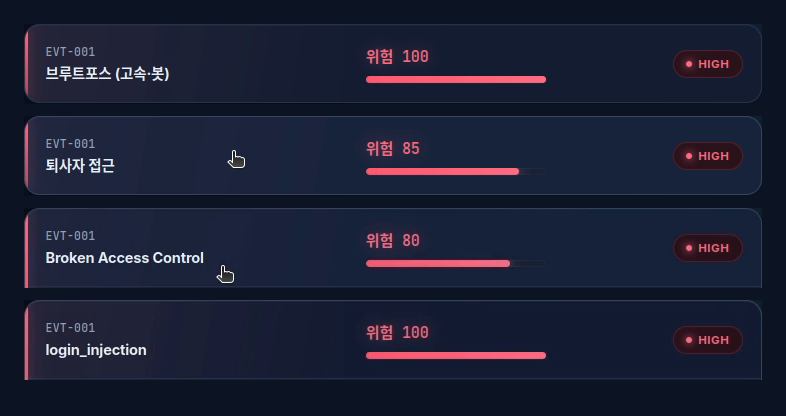 EVT-001
브루트포스 (고속·봇)
위험 100
HIGH
EVT-001
퇴사자 접근
위험 85
HIGH
EVT-001
Broken Access Control
위험 80
HIGH
EVT-001
login_injection
위험 100
HIGH